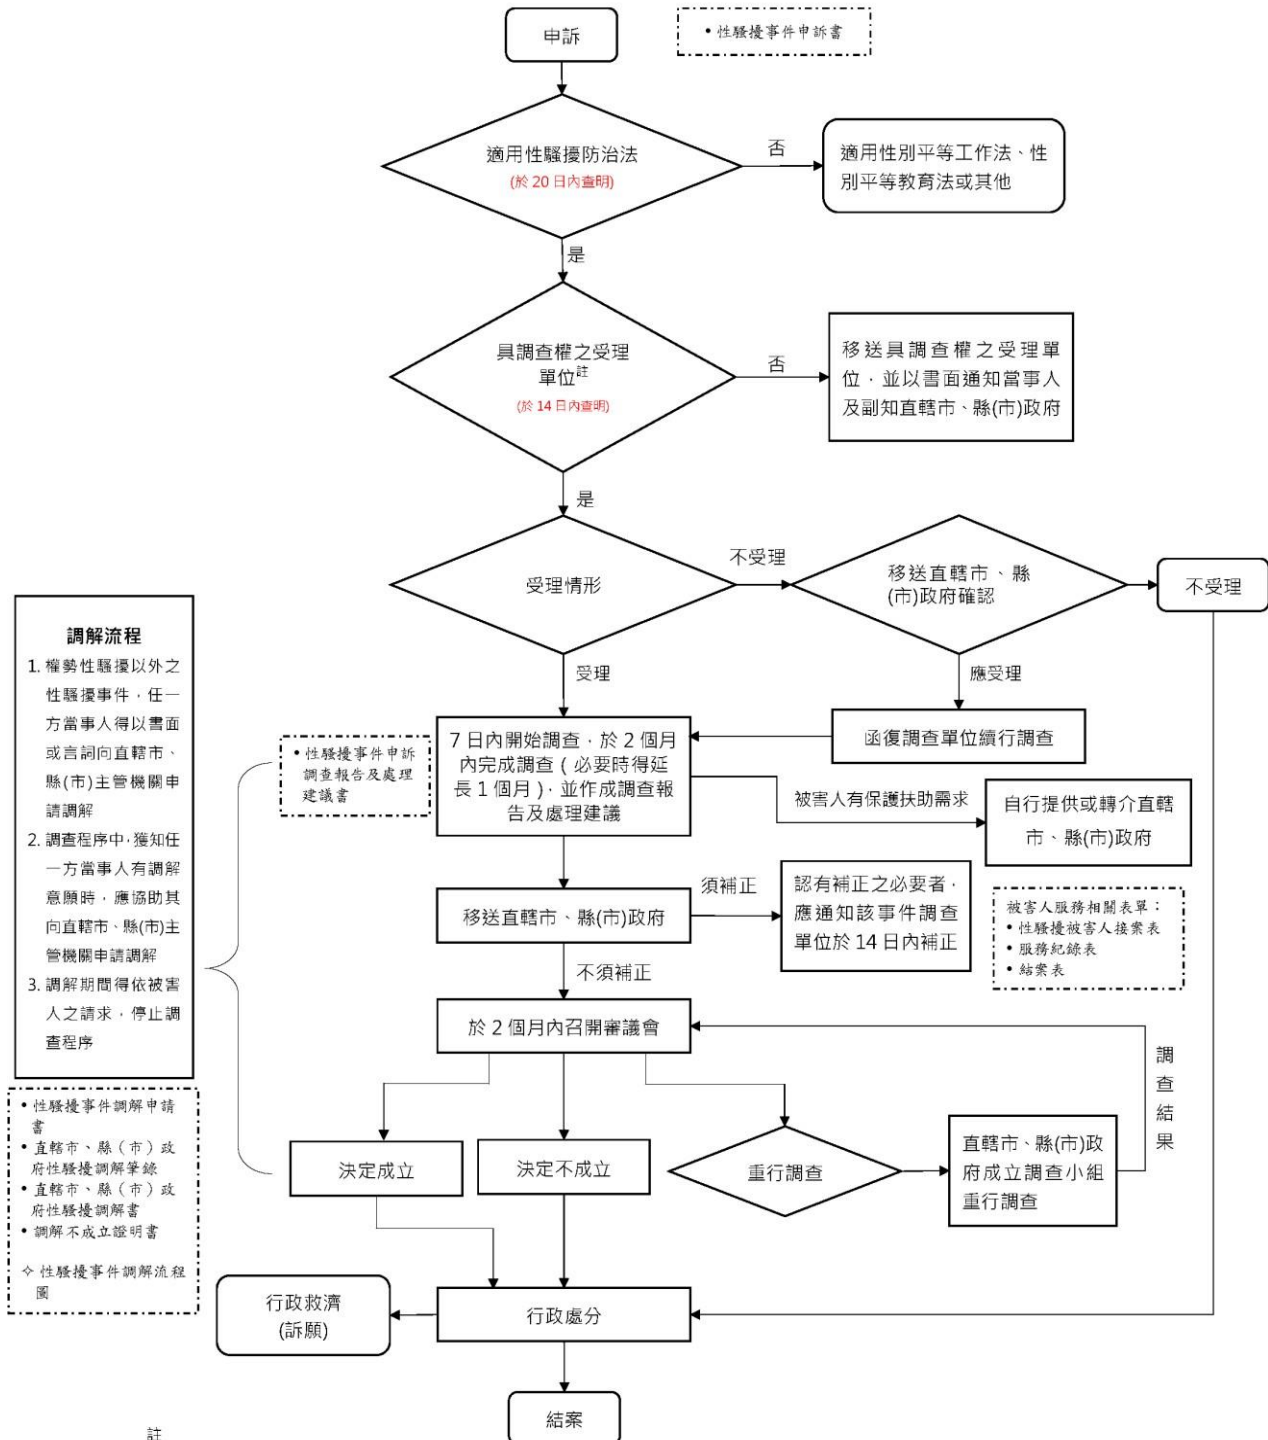 申訴
• 性騷擾事件申訴書
適用性騷擾防治法
(於 20 日內查明)
否
適用性別平等工作法、性
別平等教育法或其他
是
具調查權之受理
單位註
(於 14 日內查明)
否
移送具調查權之受理單
位，並以書面通知當事人
及副知直轄市、縣(市)政府
是
受理情形
不受理
移送直轄市、縣
(市)政府確認
不受理
受理
應受理
調解流程
1. 權勢性騷擾以外之
性騷擾事件，任一
方當事人得以書面
或言詞向直轄市、
縣(市)主管機關申
請調解
2. 調查程序中，獲知任
一方當事人有調解
意願時，應協助其
向直轄市、縣(市)主
管機關申請調解
3. 調解期間得依被害
人之請求，停止調
查程序
• 性騷擾事件申訴
調查報告及處理
建議書
7 日內開始調查，於 2 個月
內完成調查（必要時得延
長 1 個月），並作成調查報
告及處理建議
函復調查單位續行調查
被害人有保護扶助需求
自行提供或轉介直轄
市、縣(市)政府
移送直轄市、縣(市)政府
須補正
認有補正之必要者，
應通知該事件調查
單位於 14 日內補正
被害人服務相關表單：
• 性騷擾被害人接案表
• 服務紀錄表
• 結案表
不須補正
於 2 個月內召開審議會
調查結果
• 性騷擾事件調解申請
書
• 直轄市、縣（市）政
府性騷擾調解筆錄
• 直轄市、縣（市）政
府性騷擾調解書
• 調解不成立證明書
✧ 性騷擾事件調解流程
圖
決定成立
決定不成立
重行調查
直轄市、縣(市)政
府成立調查小組
重行調查
行政救濟
(訴願)
行政處分
結案
註